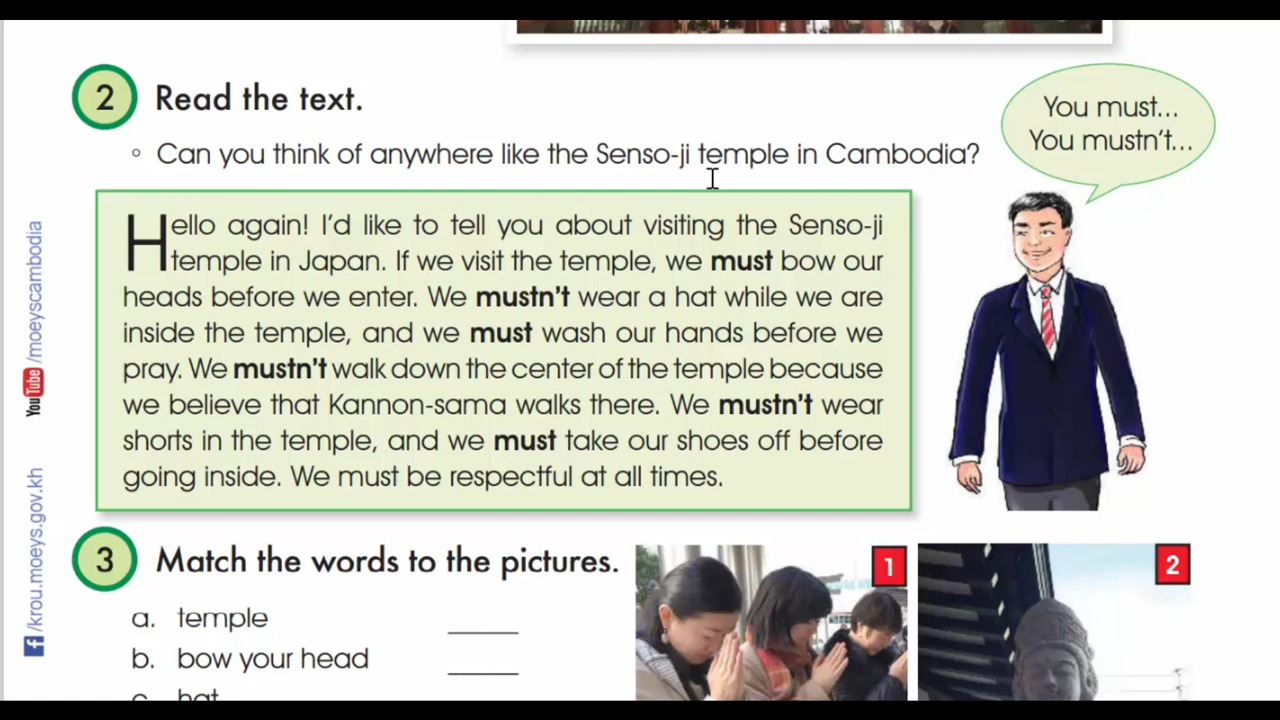 2 Read the text.
° Can you think of anywhere like the Senso-ji temple in Cambodia?
You must...
You mustn't...
Hello again! I'd like to tell you about visiting the Senso-ji
temple in Japan. If we visit the temple, we must bow our
heads before we enter. We mustn't wear a hat while we are
inside the temple, and we must wash our hands before we
pray. We mustn't walk down the center of the temple because
we believe that Kannon-sama walks there. We mustn't wear
shorts in the temple, and we must take our shoes off before
going inside. We must be respectful at all times.
YouTube /moeyscambodia
f /krou.moeys.gov.kh
3 Match the words to the pictures.
a. temple ______
b. bow your head ______
c. hat
1
2